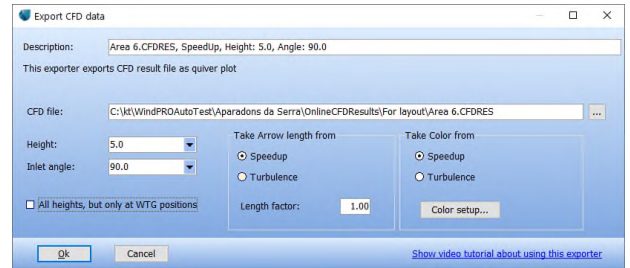 Export CFD data
Description: Area 6.CFDRES, SpeedUp, Height: 5.0, Angle: 90.0
This exporter exports CFD result file as quiver plot
CFD file: C:\kt\WindPROAutoTest\Aparadons da Serra\OnlineCFDResults\For layout\Area 6.CFDRES ...
Take Arrow length from Take Color from
Height: 5.0 Speedup Speedup
Inlet angle: 90.0 Turbulence Turbulence
All heights, but only at WTG positions Length factor: 1.00 Color setup...
Ok Cancel Show video tutorial about using this exporter